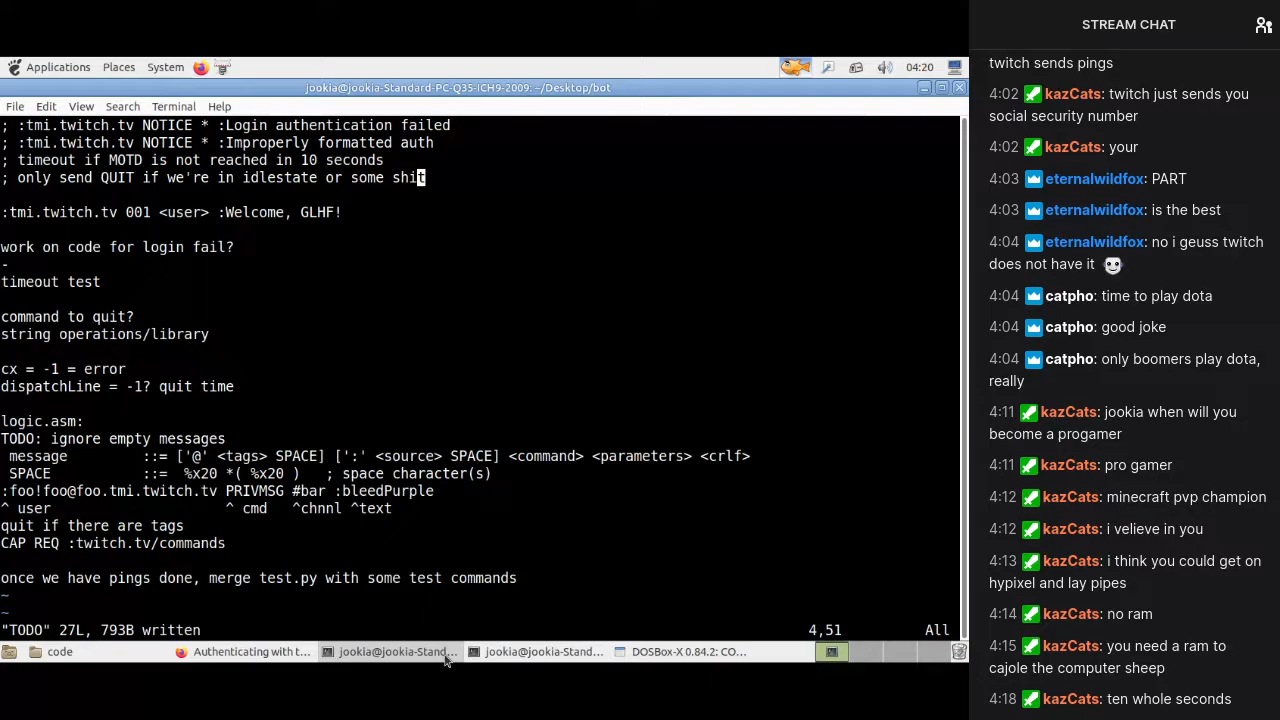 STREAM CHAT
Applications Places System 04:20
jookia@jookia-Standard-PC-Q35-ICH9-2009: ~/Desktop/bot
File Edit View Search Terminal Help
; :tmi.twitch.tv NOTICE * :Login authentication failed
; :tmi.twitch.tv NOTICE * :Improperly formatted auth
; timeout if MOTD is not reached in 10 seconds
; only send QUIT if we're in idlestate or some shit
:tmi.twitch.tv 001 <user> :Welcome, GLHF!
work on code for login fail?
-
timeout test
command to quit?
string operations/library
cx = -1 = error
dispatchLine = -1? quit time
logic.asm:
TODO: ignore empty messages
message ::= ['@' <tags> SPACE] [':' <source> SPACE] <command> <parameters> <crlf>
SPACE ::= %x20 *( %x20 ) ; space character(s)
:foo!foo@foo.tmi.twitch.tv PRIVMSG #bar :bleedPurple
^ user ^ cmd ^chnnl ^text
quit if there are tags
CAP REQ :twitch.tv/commands
once we have pings done, merge test.py with some test commands
~
~
"TODO" 27L, 793B written 4,51 All
code Authenticating with t... jookia@jookia-Stand... jookia@jookia-Stand... DOSBox-X 0.84.2: CO...
twitch sends pings
4:02 kazCats: twitch just sends you
social security number
4:02 kazCats: your
4:03 eternalwildfox: PART
4:03 eternalwildfox: is the best
4:04 eternalwildfox: no i geuss twitch
does not have it
4:04 catpho: time to play dota
4:04 catpho: good joke
4:04 catpho: only boomers play dota,
really
4:11 kazCats: jookia when will you
become a progamer
4:11 kazCats: pro gamer
4:12 kazCats: minecraft pvp champion
4:12 kazCats: i velieve in you
4:13 kazCats: i think you could get on
hypixel and lay pipes
4:14 kazCats: no ram
4:15 kazCats: you need a ram to
cajole the computer sheep
4:18 kazCats: ten whole seconds